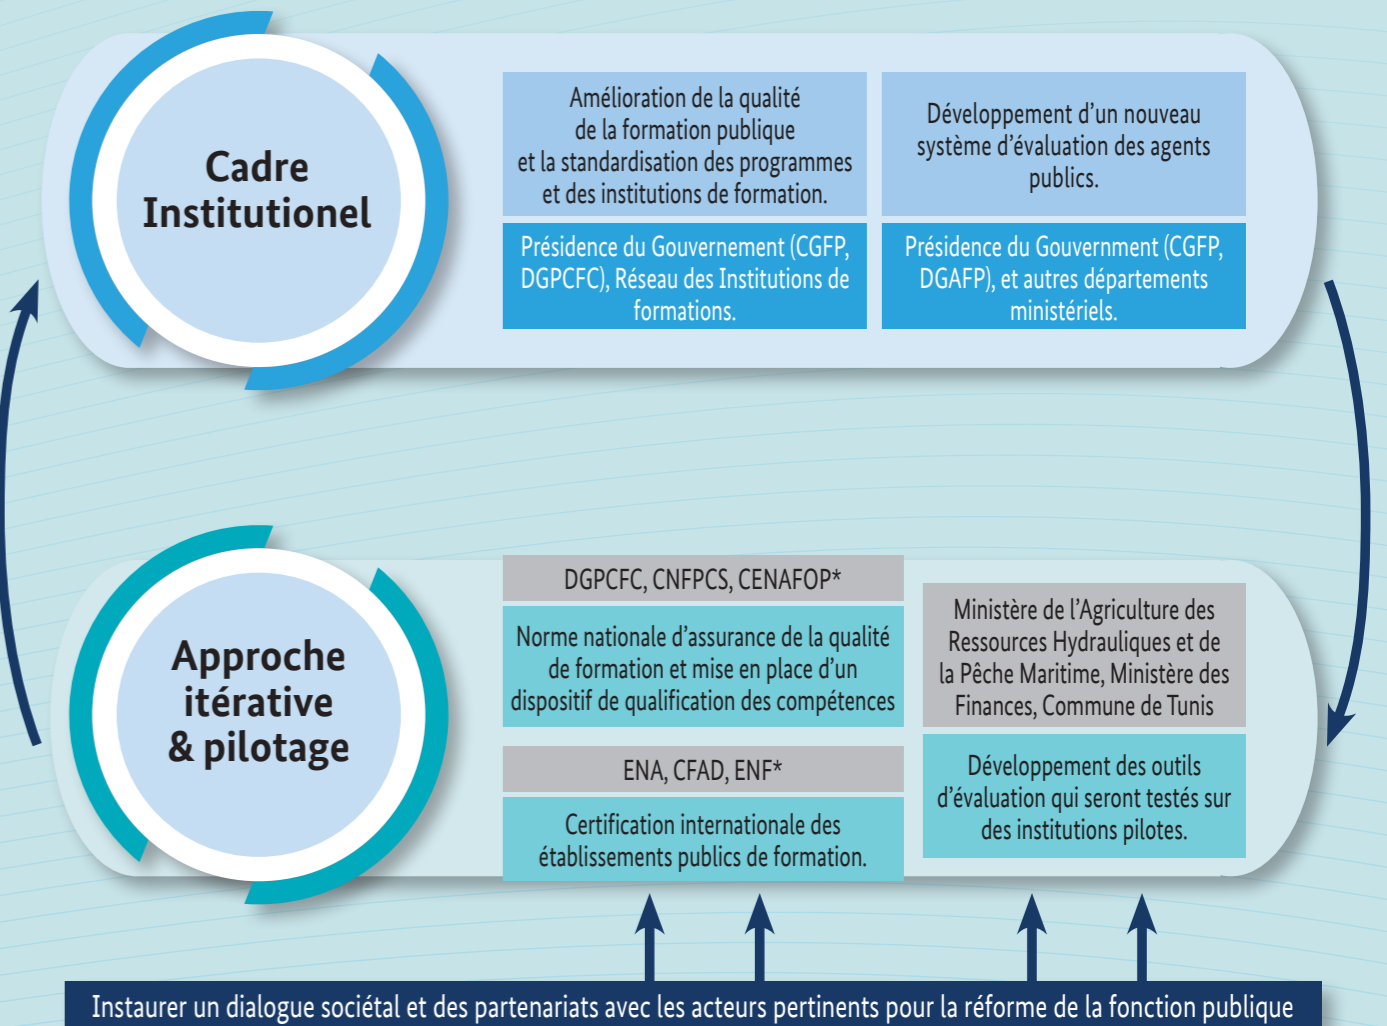 Cadre
Institutionel
Amélioration de la qualité
de la formation publique
et la standardisation des programmes
et des institutions de formation.
Présidence du Gouvernement (CGFP,
DGPCFC), Réseau des Institutions de
formations.
Développement d'un nouveau
système d'évaluation des agents
publics.
Présidence du Gouvernment (CGFP,
DGAFP), et autres départements
ministériels.
Approche
itérative
& pilotage
DGPCFC, CNFPCS, CENAFOP*
Norme nationale d'assurance de la qualité
de formation et mise en place d'un
dispositif de qualification des compétences
ENA, CFAD, ENF*
Certification internationale des
établissements publics de formation.
Ministère de l'Agriculture des
Ressources Hydrauliques et de
la Pêche Maritime, Ministère des
Finances, Commune de Tunis
Développement des outils
d'évaluation qui seront testés sur
des institutions pilotes.
Instaurer un dialogue sociétal et des partenariats avec les acteurs pertinents pour la réforme de la fonction publique